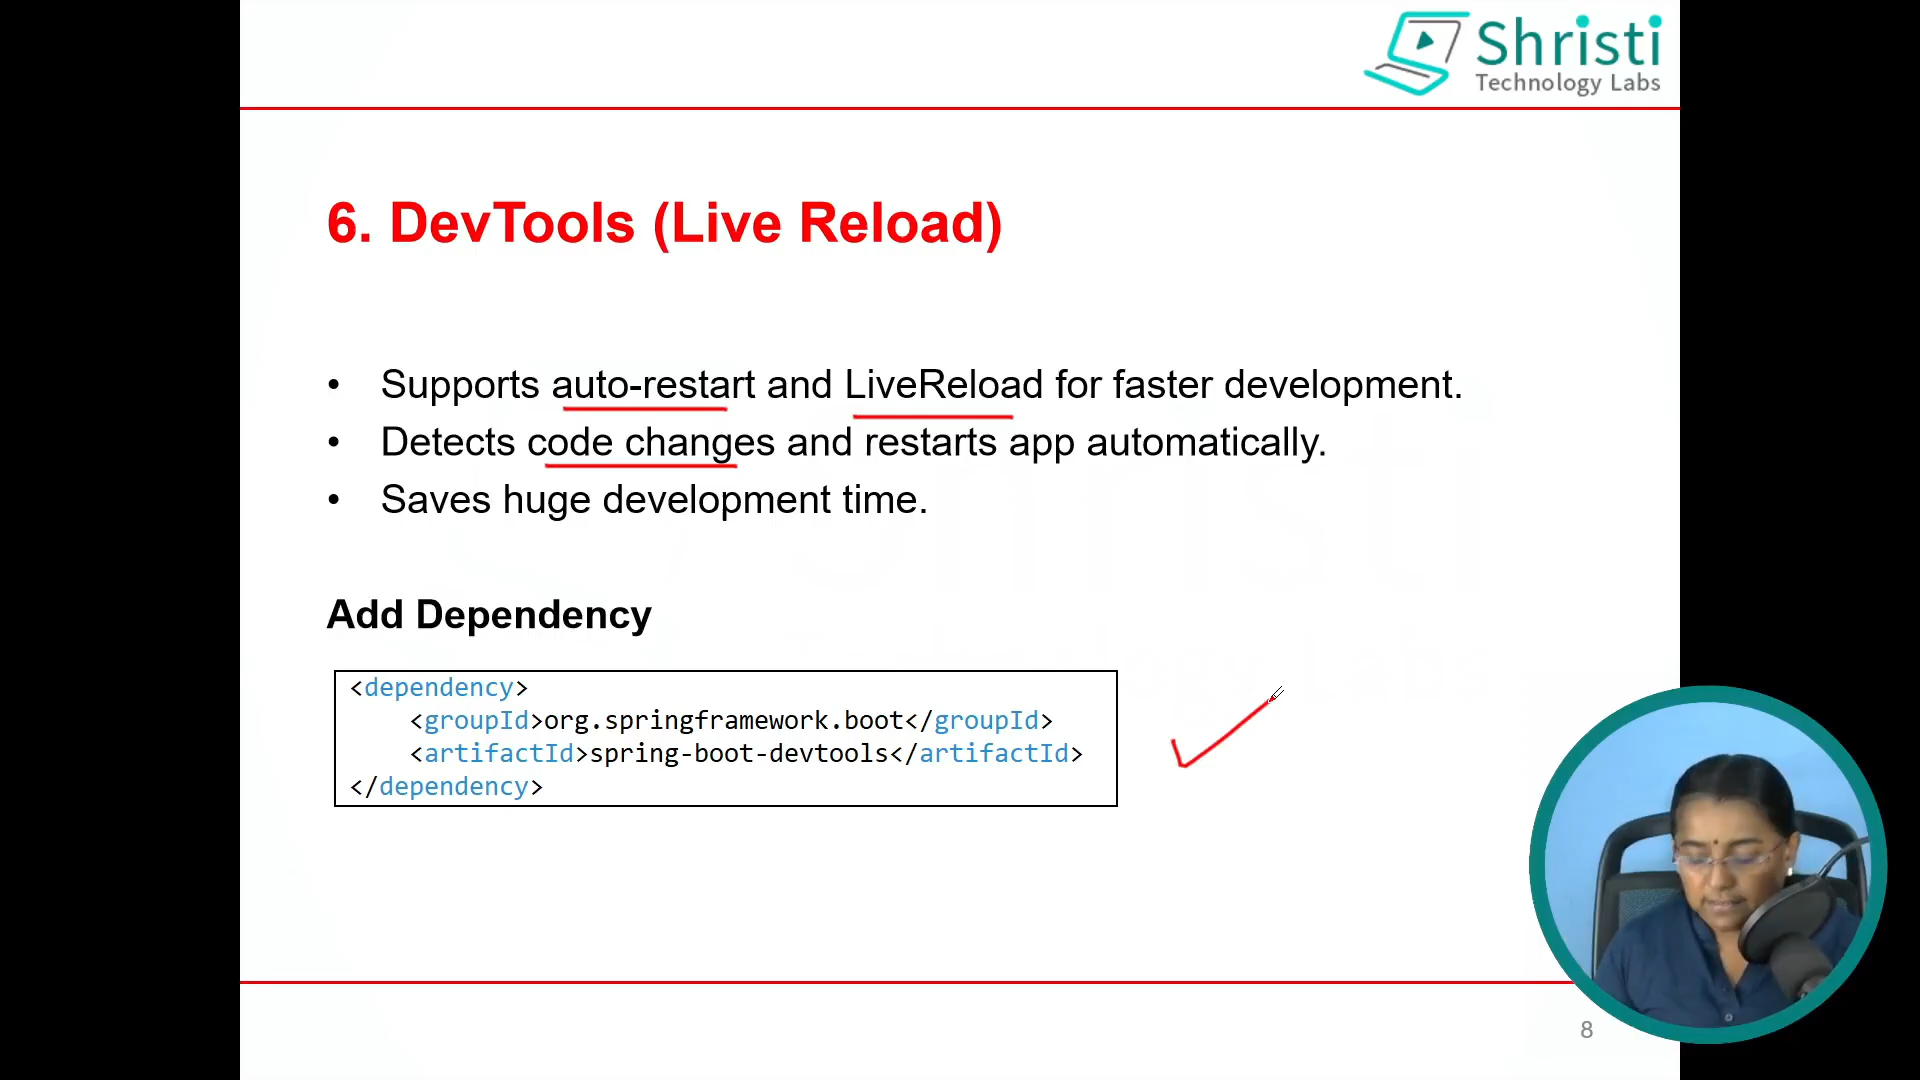 Shristi
Technology Labs
6. DevTools (Live Reload)
• Supports auto-restart and LiveReload for faster development.
• Detects code changes and restarts app automatically.
• Saves huge development time.
Add Dependency
<dependency>
    <groupId>org.springframework.boot</groupId>
    <artifactId>spring-boot-devtools</artifactId>
</dependency>
8